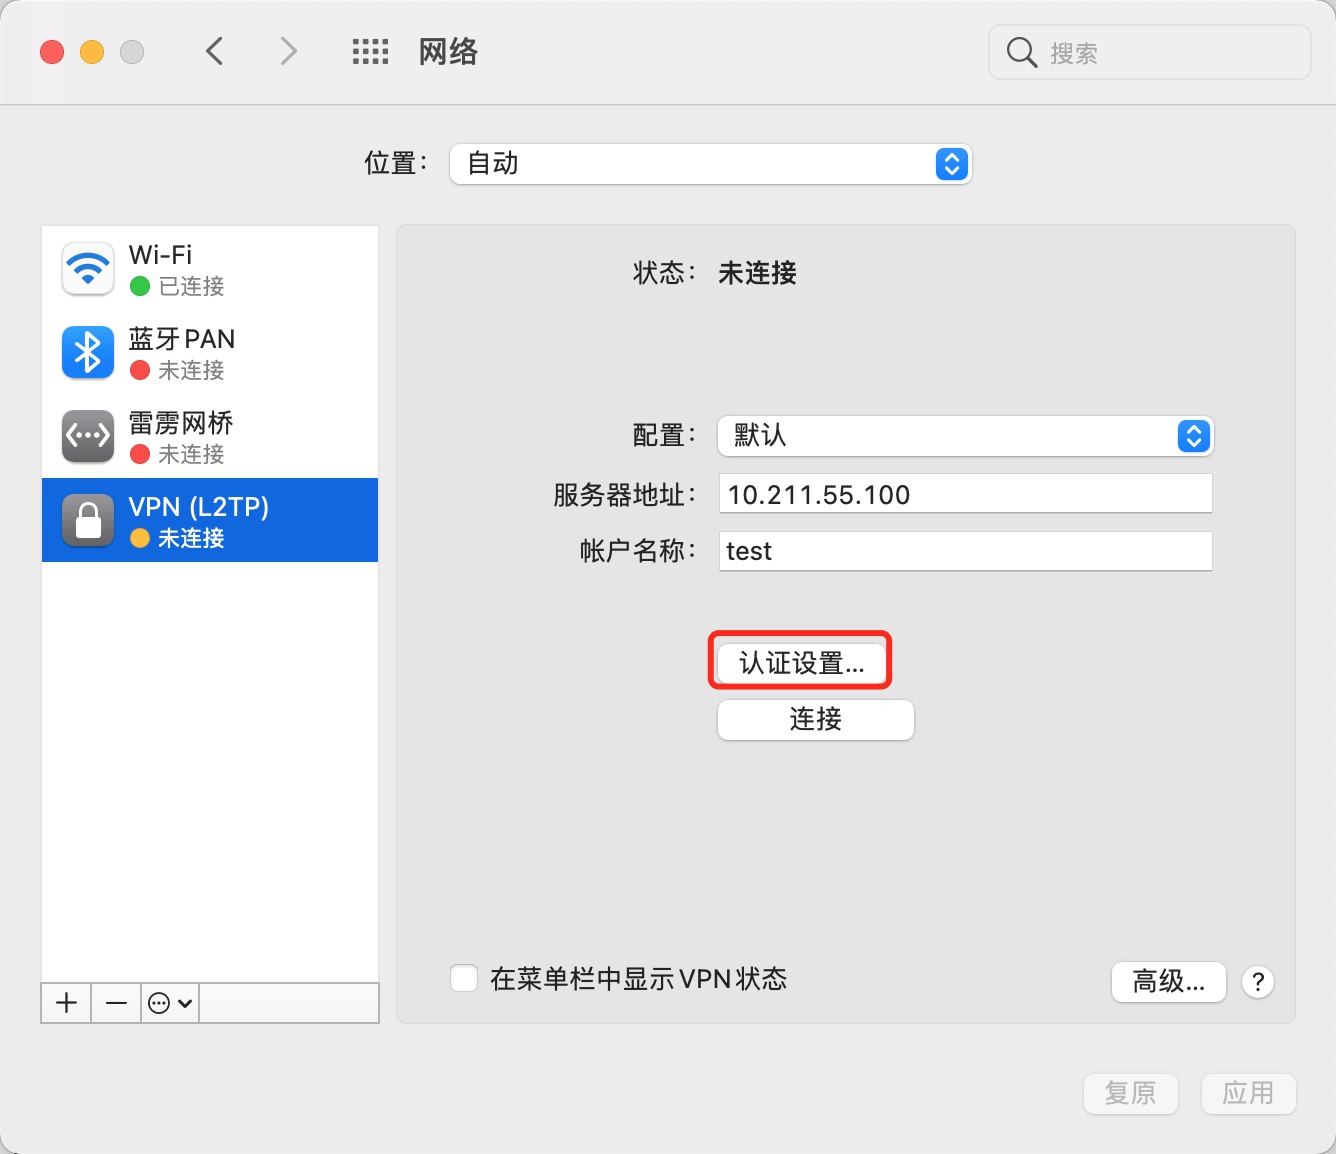 网络
搜索
位置：
自动
Wi-Fi
已连接
蓝牙 PAN
未连接
雷雳网桥
未连接
VPN (L2TP)
未连接
状态：
未连接
配置：
默认
服务器地址：
10.211.55.100
帐户名称：
test
认证设置...
连接
在菜单栏中显示 VPN 状态
高级...
?
复原
应用